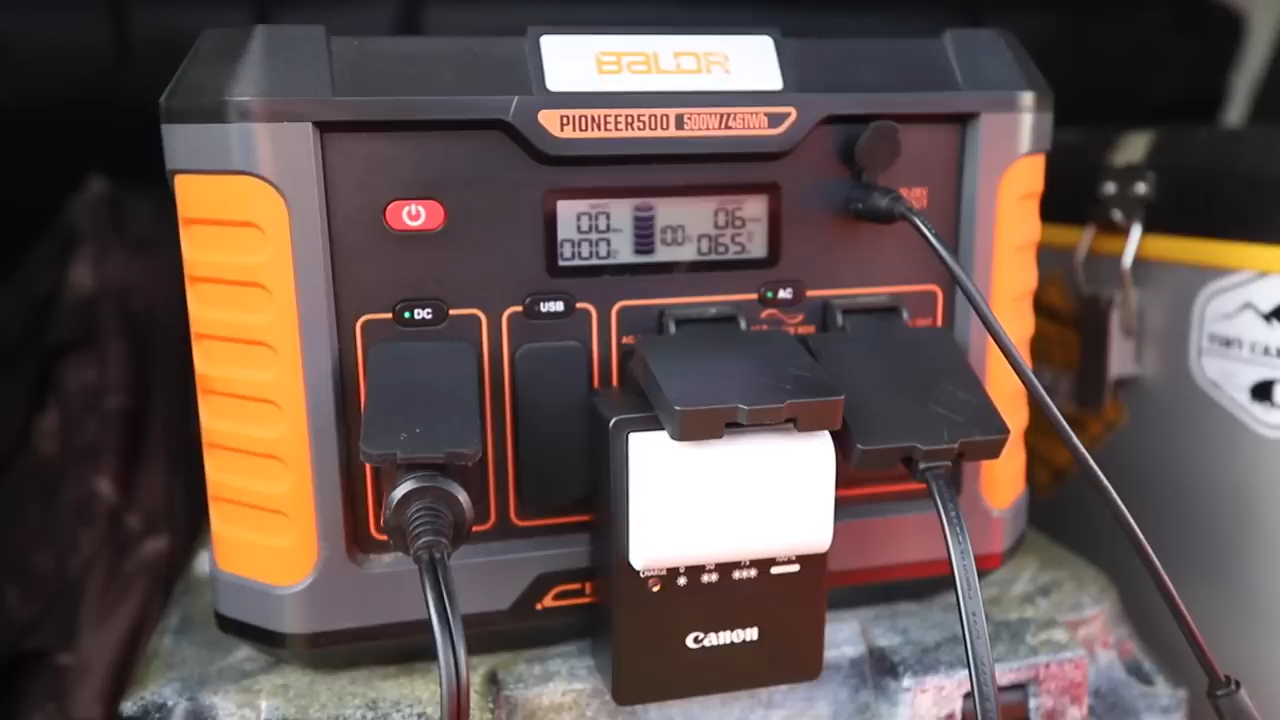 BALDR
PIONEER500 500W/461Wh
00
000
100%
06
065
DC
USB
AC
CHARGE 0 50 75 100%
Canon